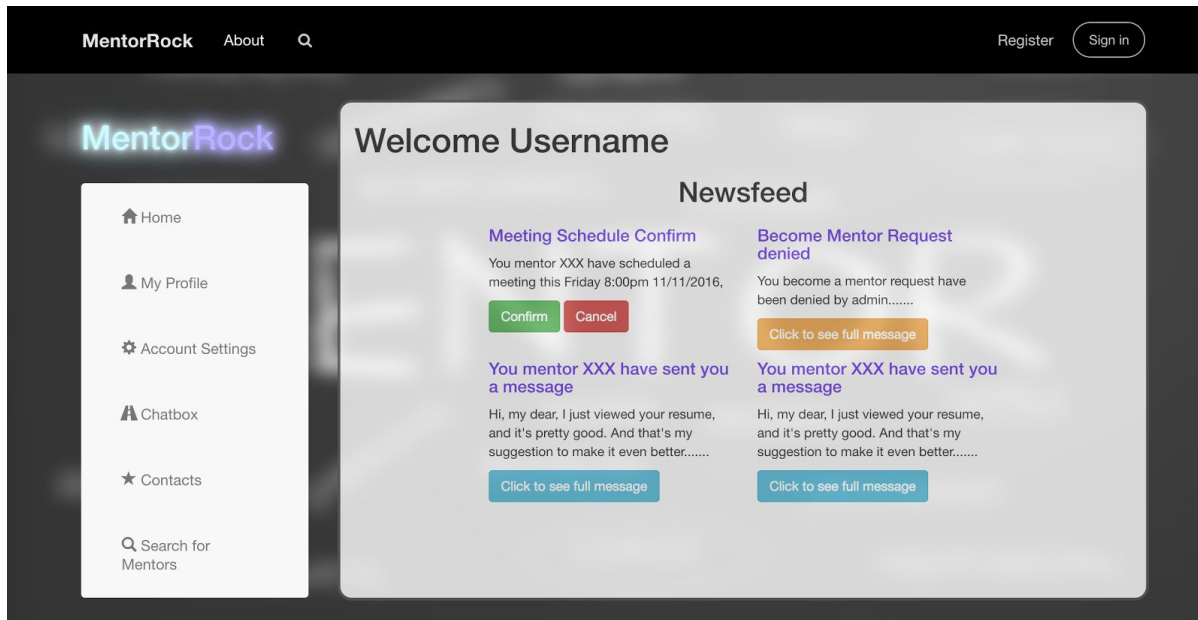 MentorRock About Register Sign in
MentorRock
Home
My Profile
Account Settings
Chatbox
Contacts
Search for
Mentors
Welcome Username
Newsfeed
Meeting Schedule Confirm
You mentor XXX have scheduled a
meeting this Friday 8:00pm 11/11/2016,
Confirm Cancel
Become Mentor Request
denied
You become a mentor request have
been denied by admin.......
Click to see full message
You mentor XXX have sent you
a message
Hi, my dear, I just viewed your resume,
and it's pretty good. And that's my
suggestion to make it even better.......
Click to see full message
You mentor XXX have sent you
a message
Hi, my dear, I just viewed your resume,
and it's pretty good. And that's my
suggestion to make it even better.......
Click to see full message
MENTOR